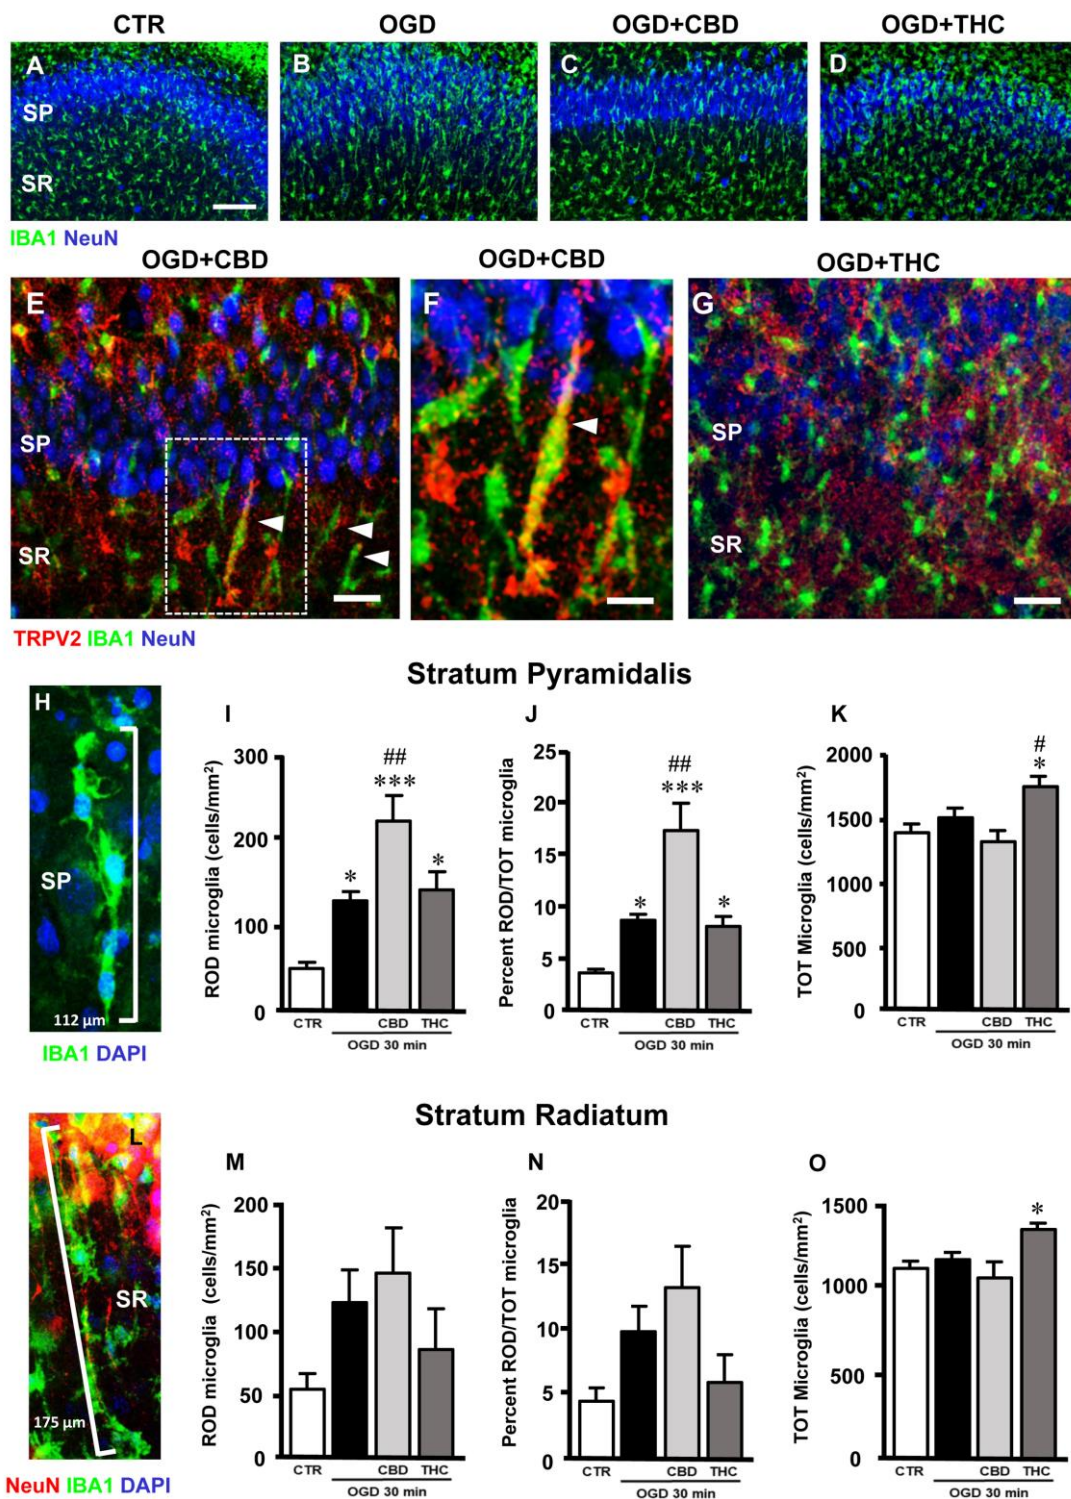 CTR
OGD
OGD+CBD
OGD+THC
A
B
C
D
SP
SR
IBA1 NeuN
OGD+CBD
OGD+CBD
OGD+THC
E
F
G
SP
SP
SR
SR
TRPV2 IBA1 NeuN
Stratum Pyramidalis
H
SP
112 µm
IBA1 DAPI
I
ROD microglia (cells/mm²)
300
200
100
0
*
##
***
*
CTR
CBD
THC
OGD 30 min
J
Percent ROD/TOT microglia
25
20
15
10
5
0
*
##
***
*
CTR
CBD
THC
OGD 30 min
K
TOT Microglia (cells/mm²)
2000
1500
1000
500
0
#
*
CTR
CBD
THC
OGD 30 min
Stratum Radiatum
L
SR
175 µm
NeuN IBA1 DAPI
M
ROD microglia (cells/mm²)
200
150
100
50
0
CTR
CBD
THC
OGD 30 min
N
Percent ROD/TOT microglia
20
15
10
5
0
CTR
CBD
THC
OGD 30 min
O
TOT Microglia (cells/mm²)
1500
1000
500
0
*
CTR
CBD
THC
OGD 30 min